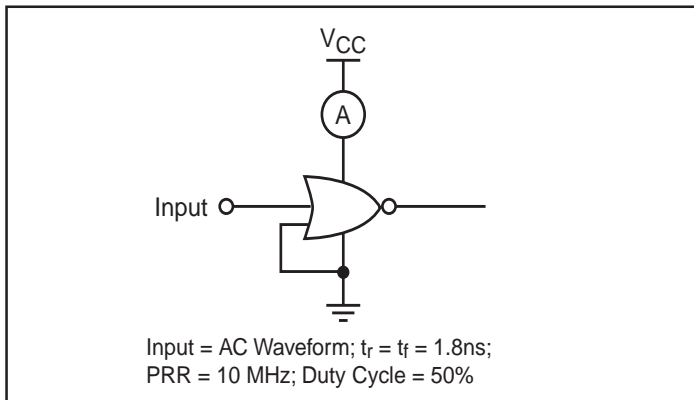 VCC
A
Input
Input = AC Waveform; tr = tf = 1.8ns;
PRR = 10 MHz; Duty Cycle = 50%